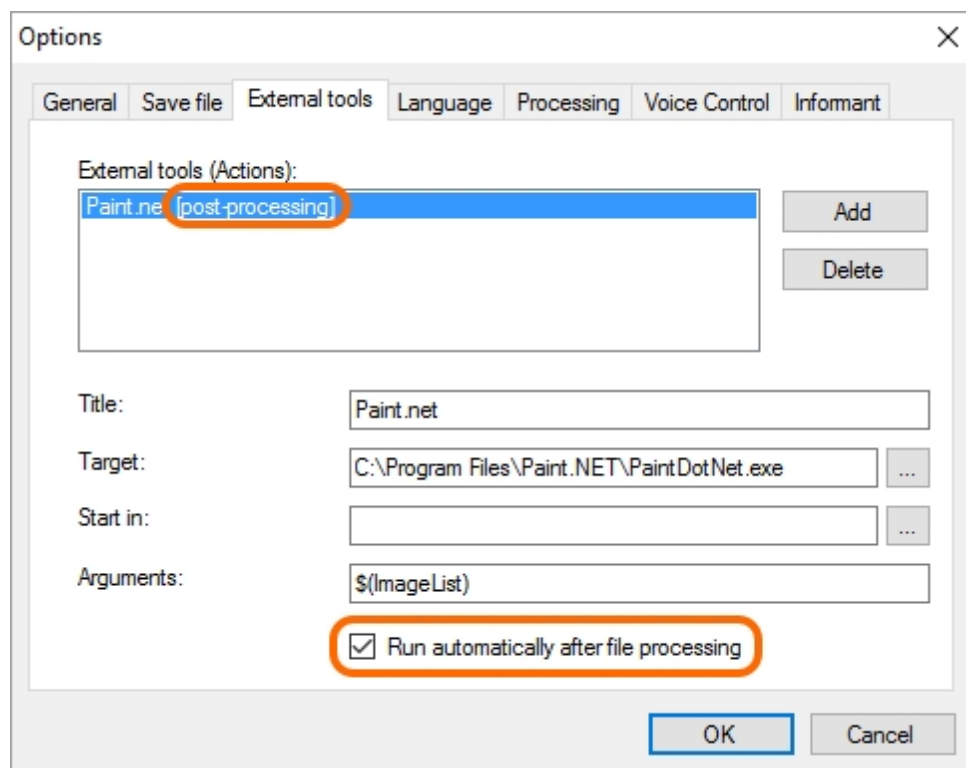 Options
General Save file External tools Language Processing Voice Control Informant
External tools (Actions):
Paint.ne [post-processing]
Add
Delete
Title:
Paint.net
Target:
C:\Program Files\Paint.NET\PaintDotNet.exe
...
Start in:
...
Arguments:
$(ImageList)
Run automatically after file processing
OK Cancel